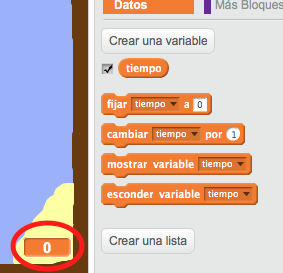 Datos
Más Bloques
Crear una variable
tiempo
fijar tiempo a 0
cambiar tiempo por 1
mostrar variable tiempo
esconder variable tiempo
0
Crear una lista